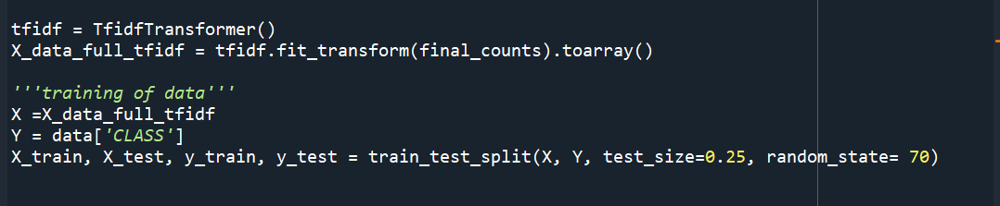 tfidf = TfidfTransformer()
X_data_full_tfidf = tfidf.fit_transform(final_counts).toarray()
'''training of data'''
X =X_data_full_tfidf
Y = data['CLASS']
X_train, X_test, y_train, y_test = train_test_split(X, Y, test_size=0.25, random_state= 70)